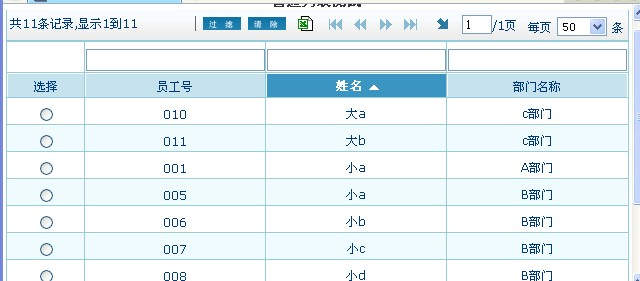 共11条记录,显示1到11 过滤 清除 1 /1页 每页 50 条
选择 员工号 姓名 部门名称
010 大a c部门
011 大b c部门
001 小a A部门
005 小a B部门
006 小b B部门
007 小c B部门
008 小d B部门